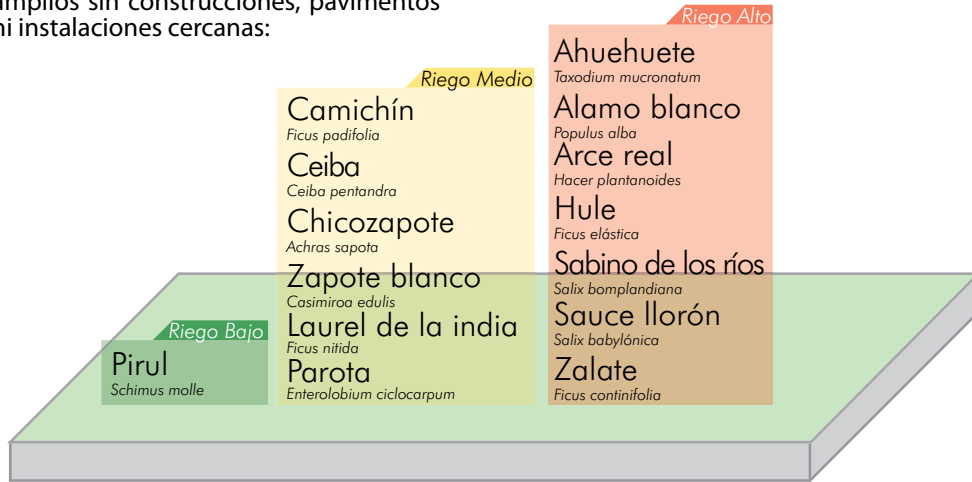 amplios sin construcciones, pavimentos
ni instalaciones cercanas:
Riego Bajo
Pirul
Schimus molle
Riego Medio
Camichín
Ficus padifolia
Ceiba
Ceiba pentandra
Chicozapote
Achras sapota
Zapote blanco
Casimiroa edulis
Laurel de la india
Ficus nitida
Parota
Enterolobium ciclocarpum
Riego Alto
Ahuehuete
Taxodium mucronatum
Alamo blanco
Populus alba
Arce real
Hacer plantanoides
Hule
Ficus elástica
Sabino de los ríos
Salix bomplandiana
Sauce llorón
Salix babylónica
Zalate
Ficus continifolia